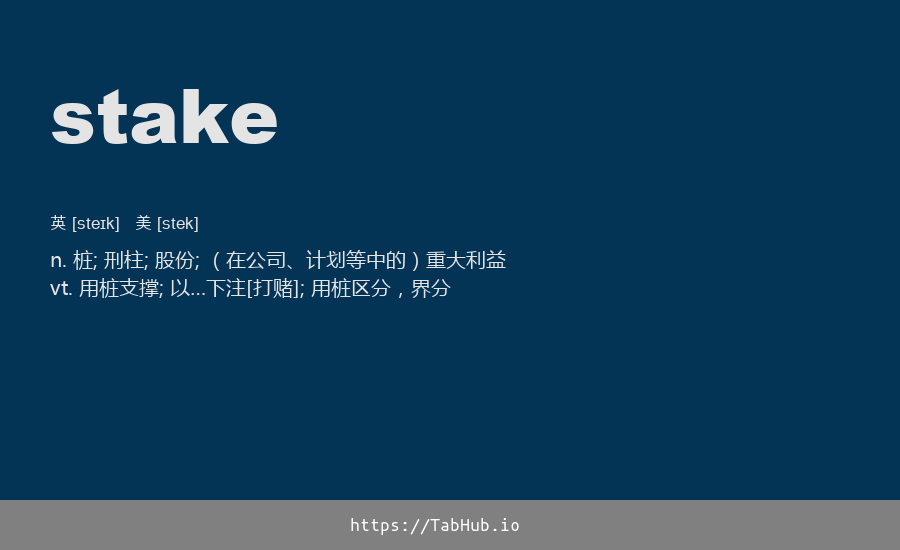 stake
英 [steɪk]   美 [stek]
n. 桩; 刑柱; 股份; （在公司、计划等中的）重大利益
vt. 用桩支撑; 以…下注[打赌]; 用桩区分，界分
https://TabHub.io